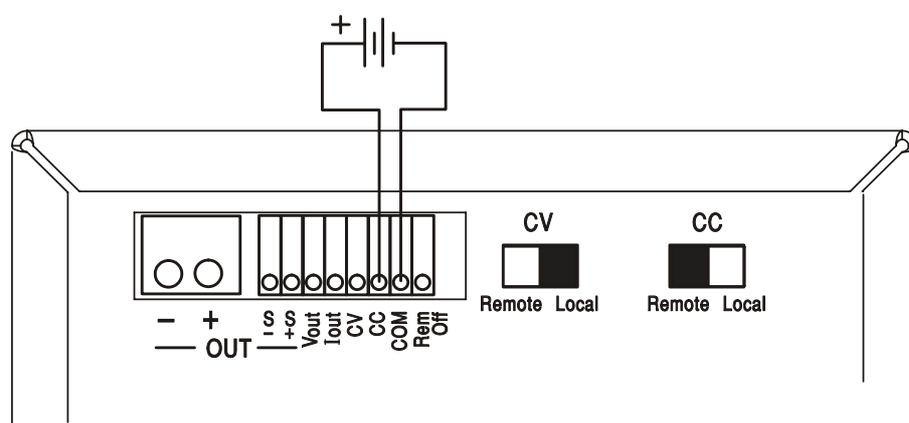 +
CV CC
Remote Local Remote Local
- +
OUT
S -
S +
Vout
Iout
CV
CC
COM
Rem Off